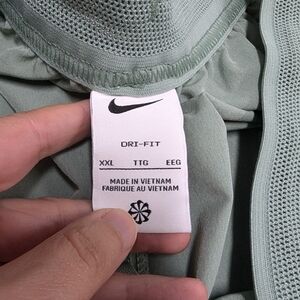 DRI-FIT
XXL TTG EEG
MADE IN VIETNAM
FABRIQUE AU VIETNAM